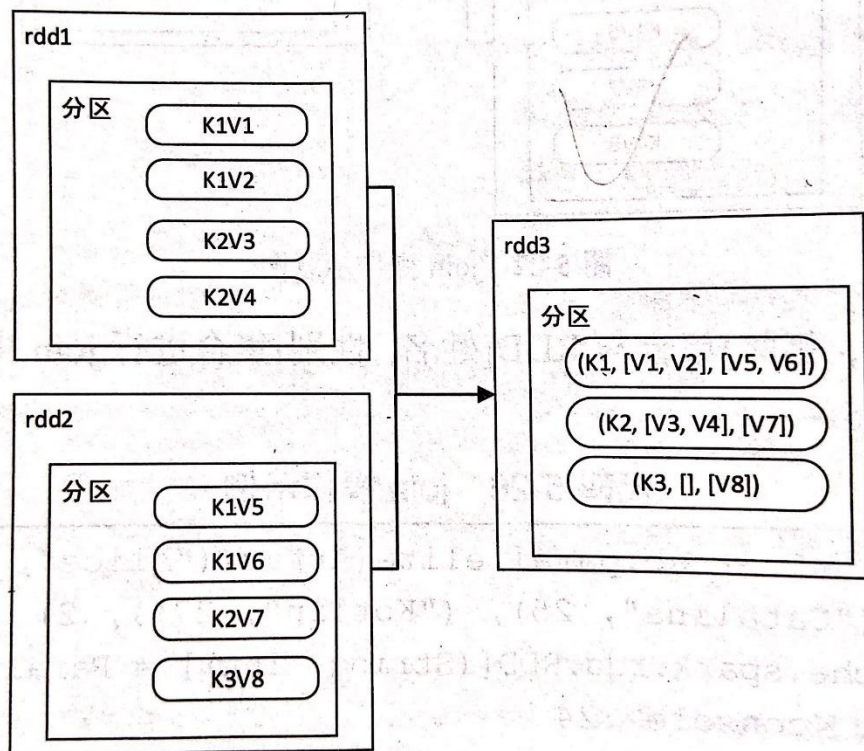 rdd1
分区
K1V1
K1V2
K2V3
K2V4
rdd2
分区
K1V5
K1V6
K2V7
K3V8
rdd3
分区
(K1, [V1, V2], [V5, V6])
(K2, [V3, V4], [V7])
(K3, [], [V8])